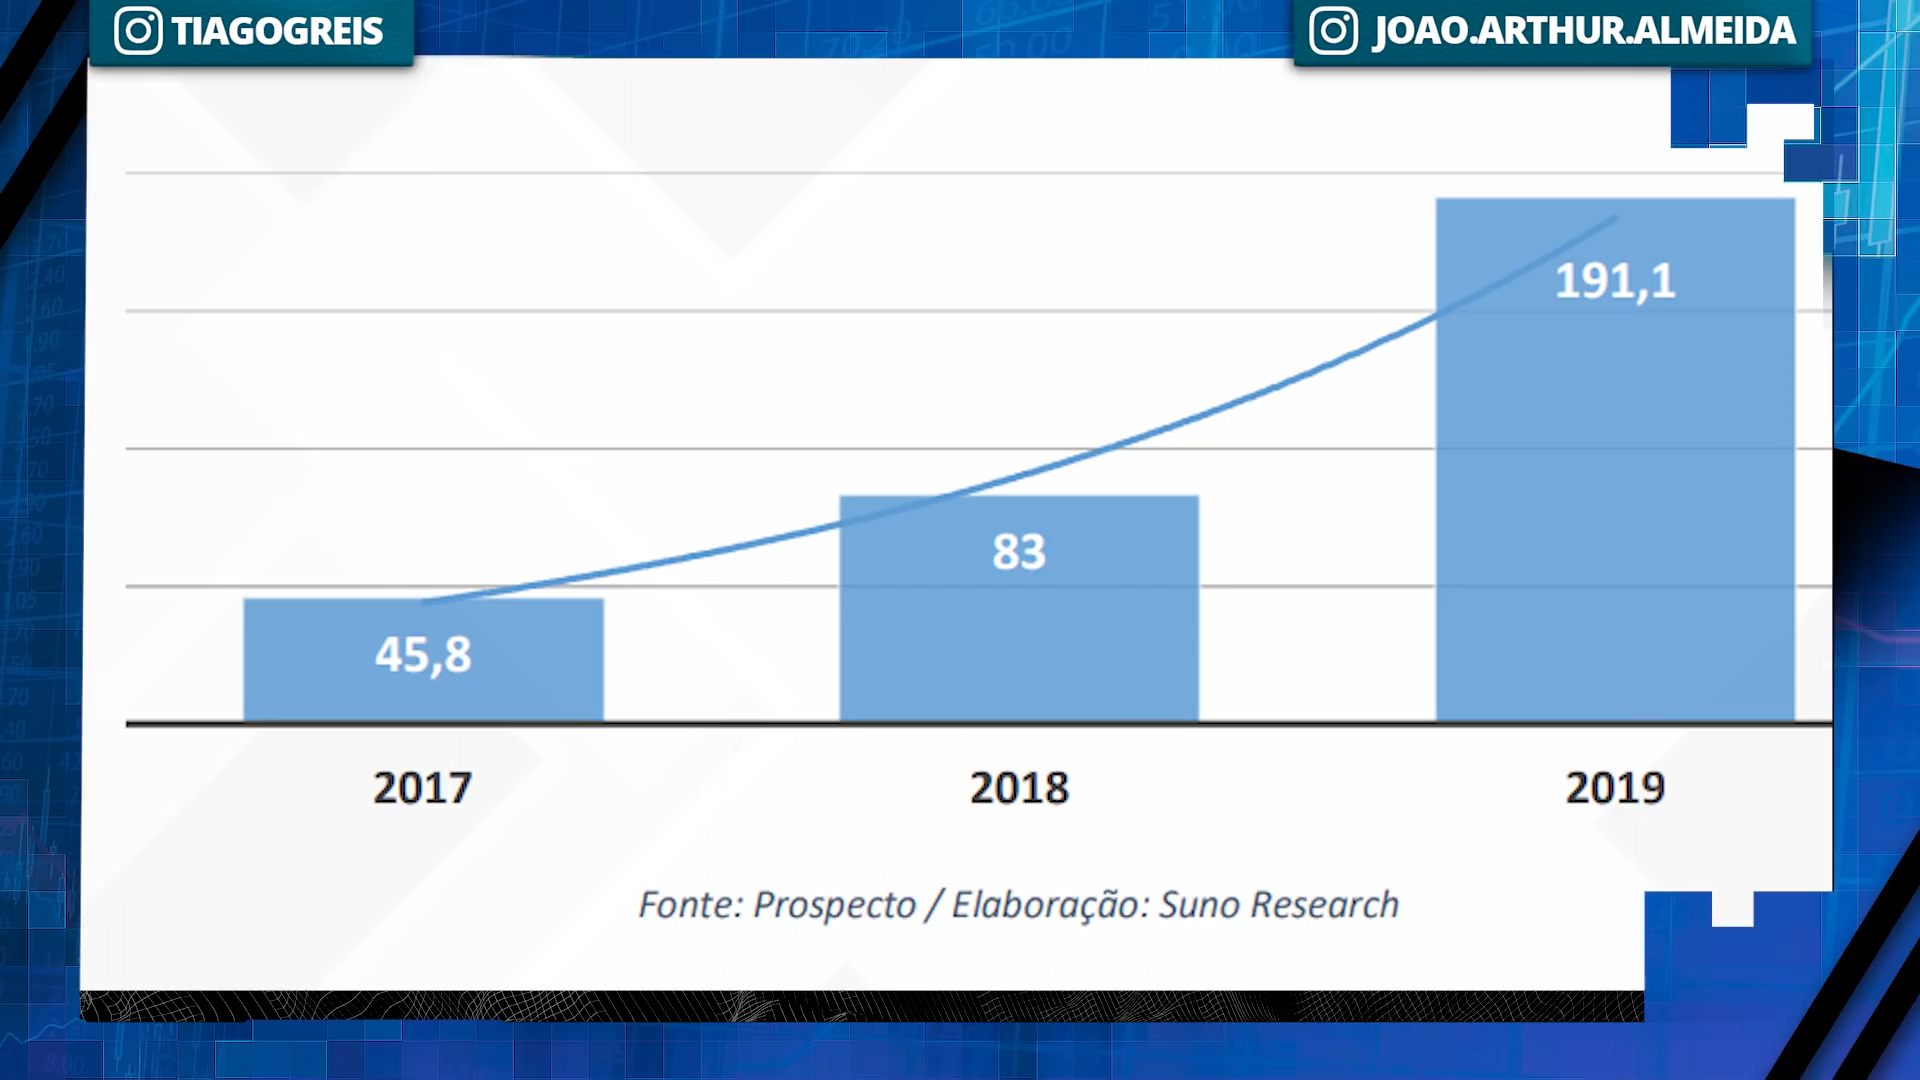 TIAGOGREIS
JOAO.ARTHUR.ALMEIDA
191,1
83
45,8
2017
2018
2019
Fonte: Prospecto / Elaboração: Suno Research